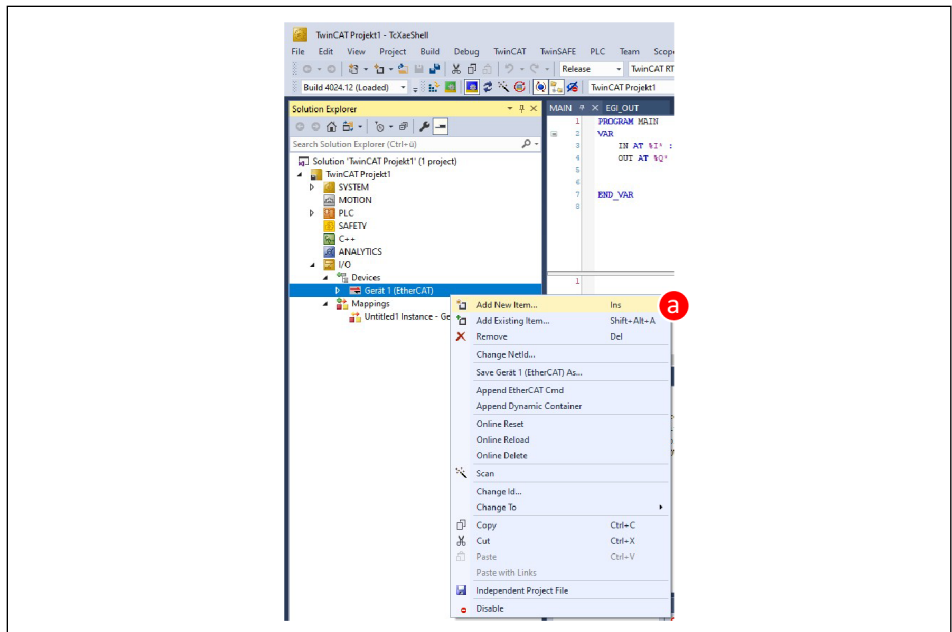 TwinCAT Projekt1 - TcXaeShell
File Edit View Project Build Debug TwinCAT TwinSAFE PLC Team Scop
Release TwinCAT RT
Build 4024.12 (Loaded) TwinCAT Projekt1
Solution Explorer
MAIN EGI_OUT
Search Solution Explorer (Ctrl+ü)
1 PROGRAM MAIN
2 VAR
3 IN AT %I* :
4 OUT AT %Q*
5
6
7 END_VAR
8
1
Solution 'TwinCAT Projekt1' (1 project)
TwinCAT Projekt1
SYSTEM
MOTION
PLC
SAFETY
C++
ANALYTICS
I/O
Devices
Gerät 1 (EtherCAT)
Mappings
Untitled1 Instance - Ge
Add New Item... Ins
a
Add Existing Item... Shift+Alt+A
Remove Del
Change NetId...
Save Gerät 1 (EtherCAT) As...
Append EtherCAT Cmd
Append Dynamic Container
Online Reset
Online Reload
Online Delete
Scan
Change Id...
Change To
Copy Ctrl+C
Cut Ctrl+X
Paste Ctrl+V
Paste with Links
Independent Project File
Disable